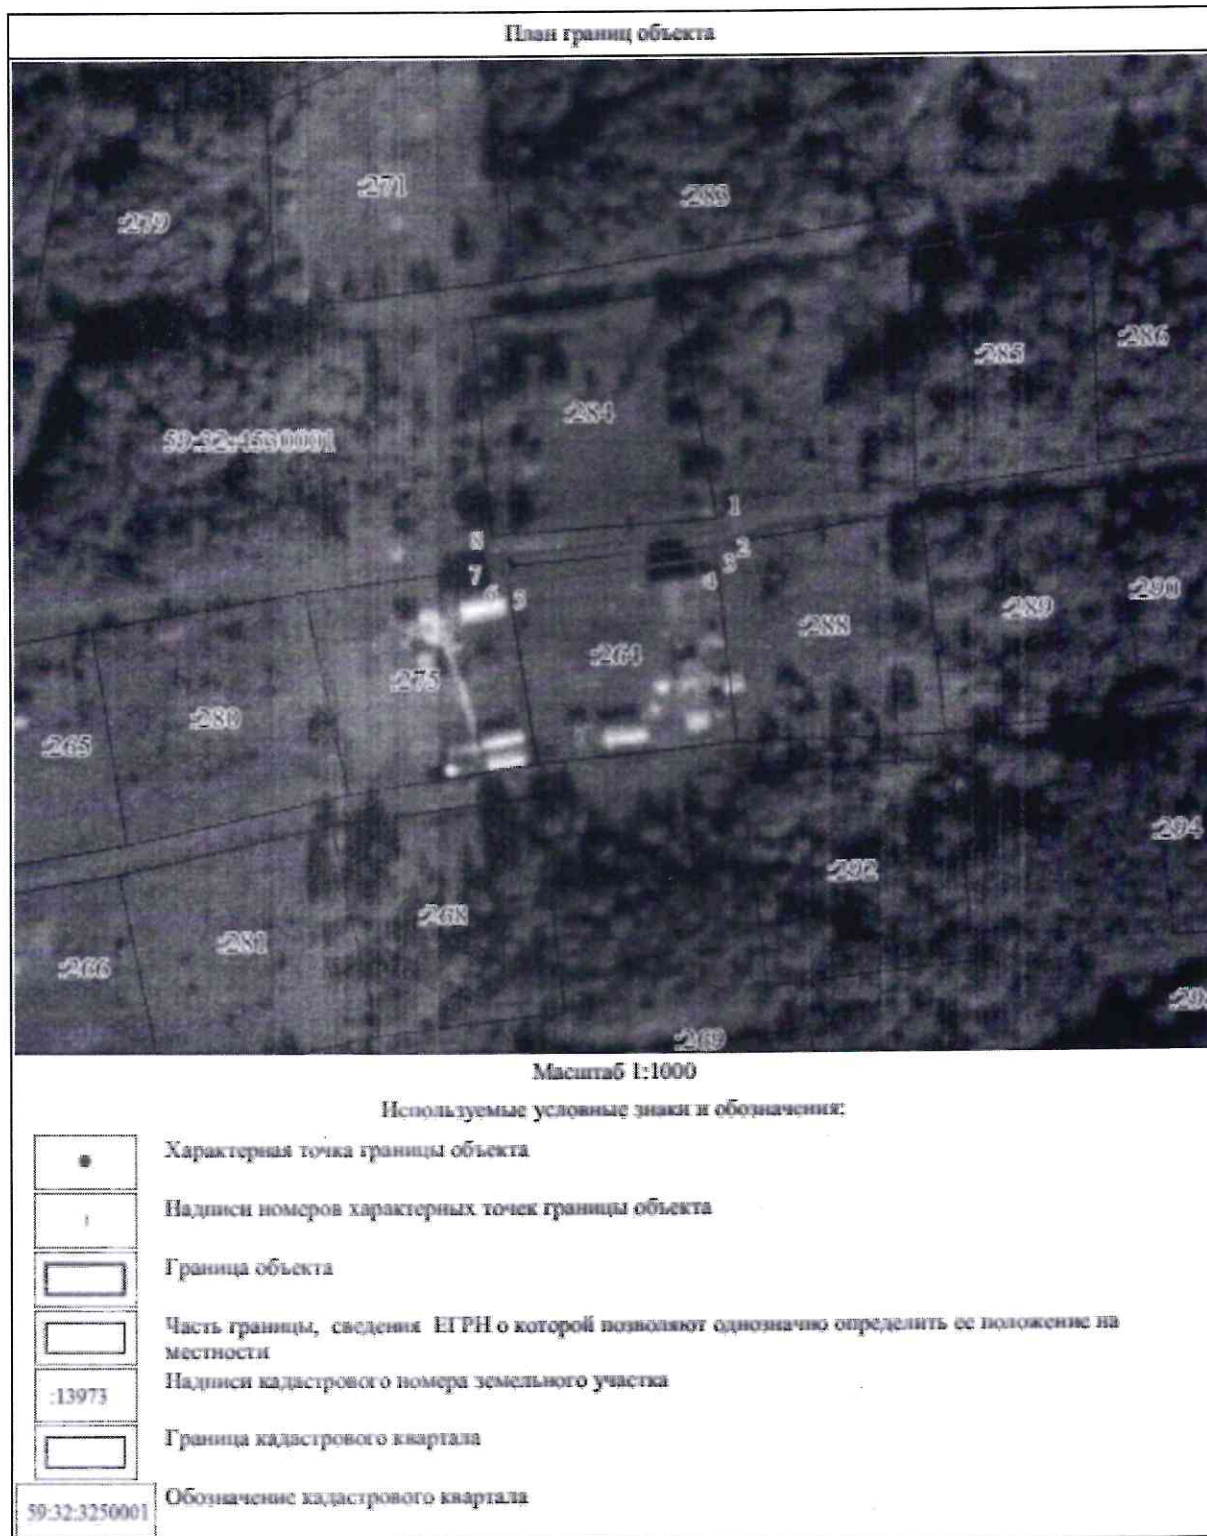 План границ объекта
:271
:283
:279
:286
:285
:284
59:32:4530001
1
8
2
3
7
4
6
5
:290
:289
:288
:264
:275
:280
:265
:294
:292
:268
:281
:266
:269
Масштаб 1:1000
Используемые условные знаки и обозначения:
Характерная точка границы объекта
1
Надписи номеров характерных точек границы объекта
Граница объекта
Часть границы, сведения ЕГРН о которой позволяют однозначно определить ее положение на
местности
:13973
Надписи кадастрового номера земельного участка
Граница кадастрового квартала
59:32:3250001
Обозначение кадастрового квартала